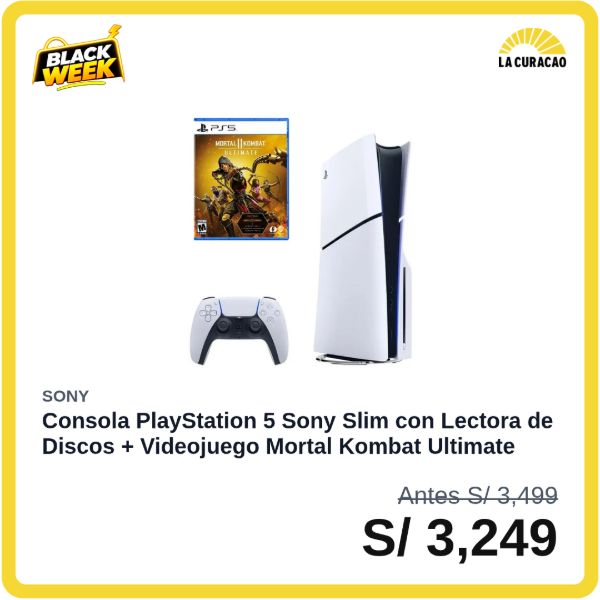 BLACK
WEEK
LA CURACAO
PS5
MORTAL KOMBAT 11
ULTIMATE
M
SONY
Consola PlayStation 5 Sony Slim con Lectora de
Discos + Videojuego Mortal Kombat Ultimate
Antes S/ 3,499
S/ 3,249